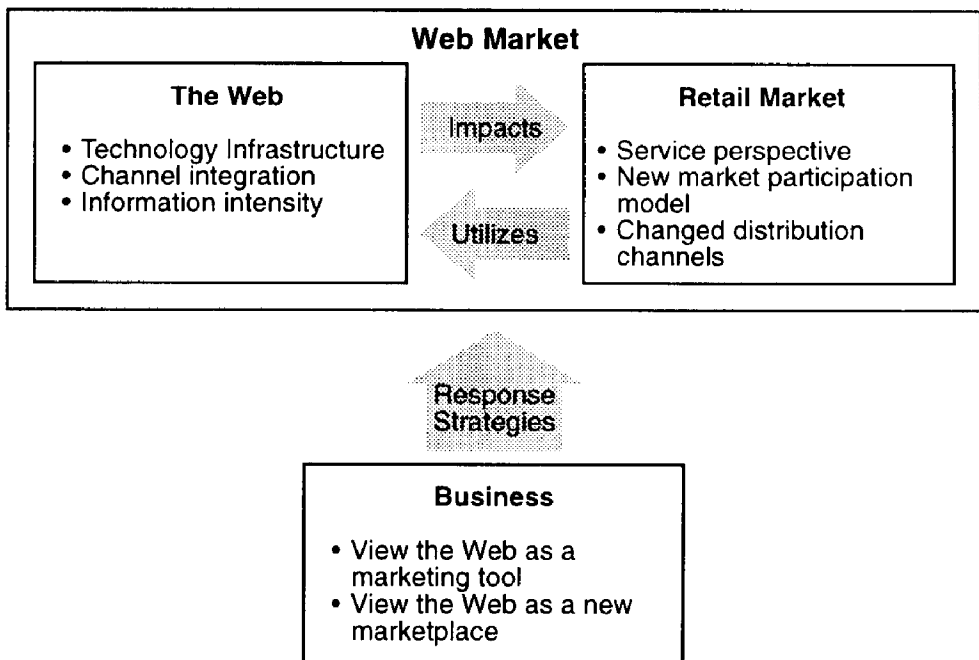 Web Market
The Web
• Technology Infrastructure
• Channel integration
• Information intensity
Impacts
Utilizes
Retail Market
• Service perspective
• New market participation
model
• Changed distribution
channels
Response
Strategies
Business
• View the Web as a
marketing tool
• View the Web as a new
marketplace